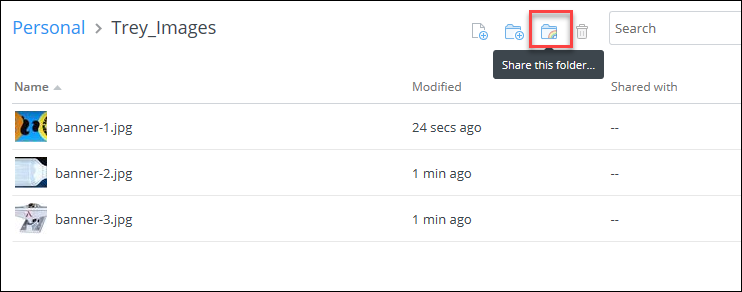 Personal > Trey_Images
Search
Share this folder...
Name Modified Shared with
banner-1.jpg 24 secs ago --
banner-2.jpg 1 min ago --
banner-3.jpg 1 min ago --